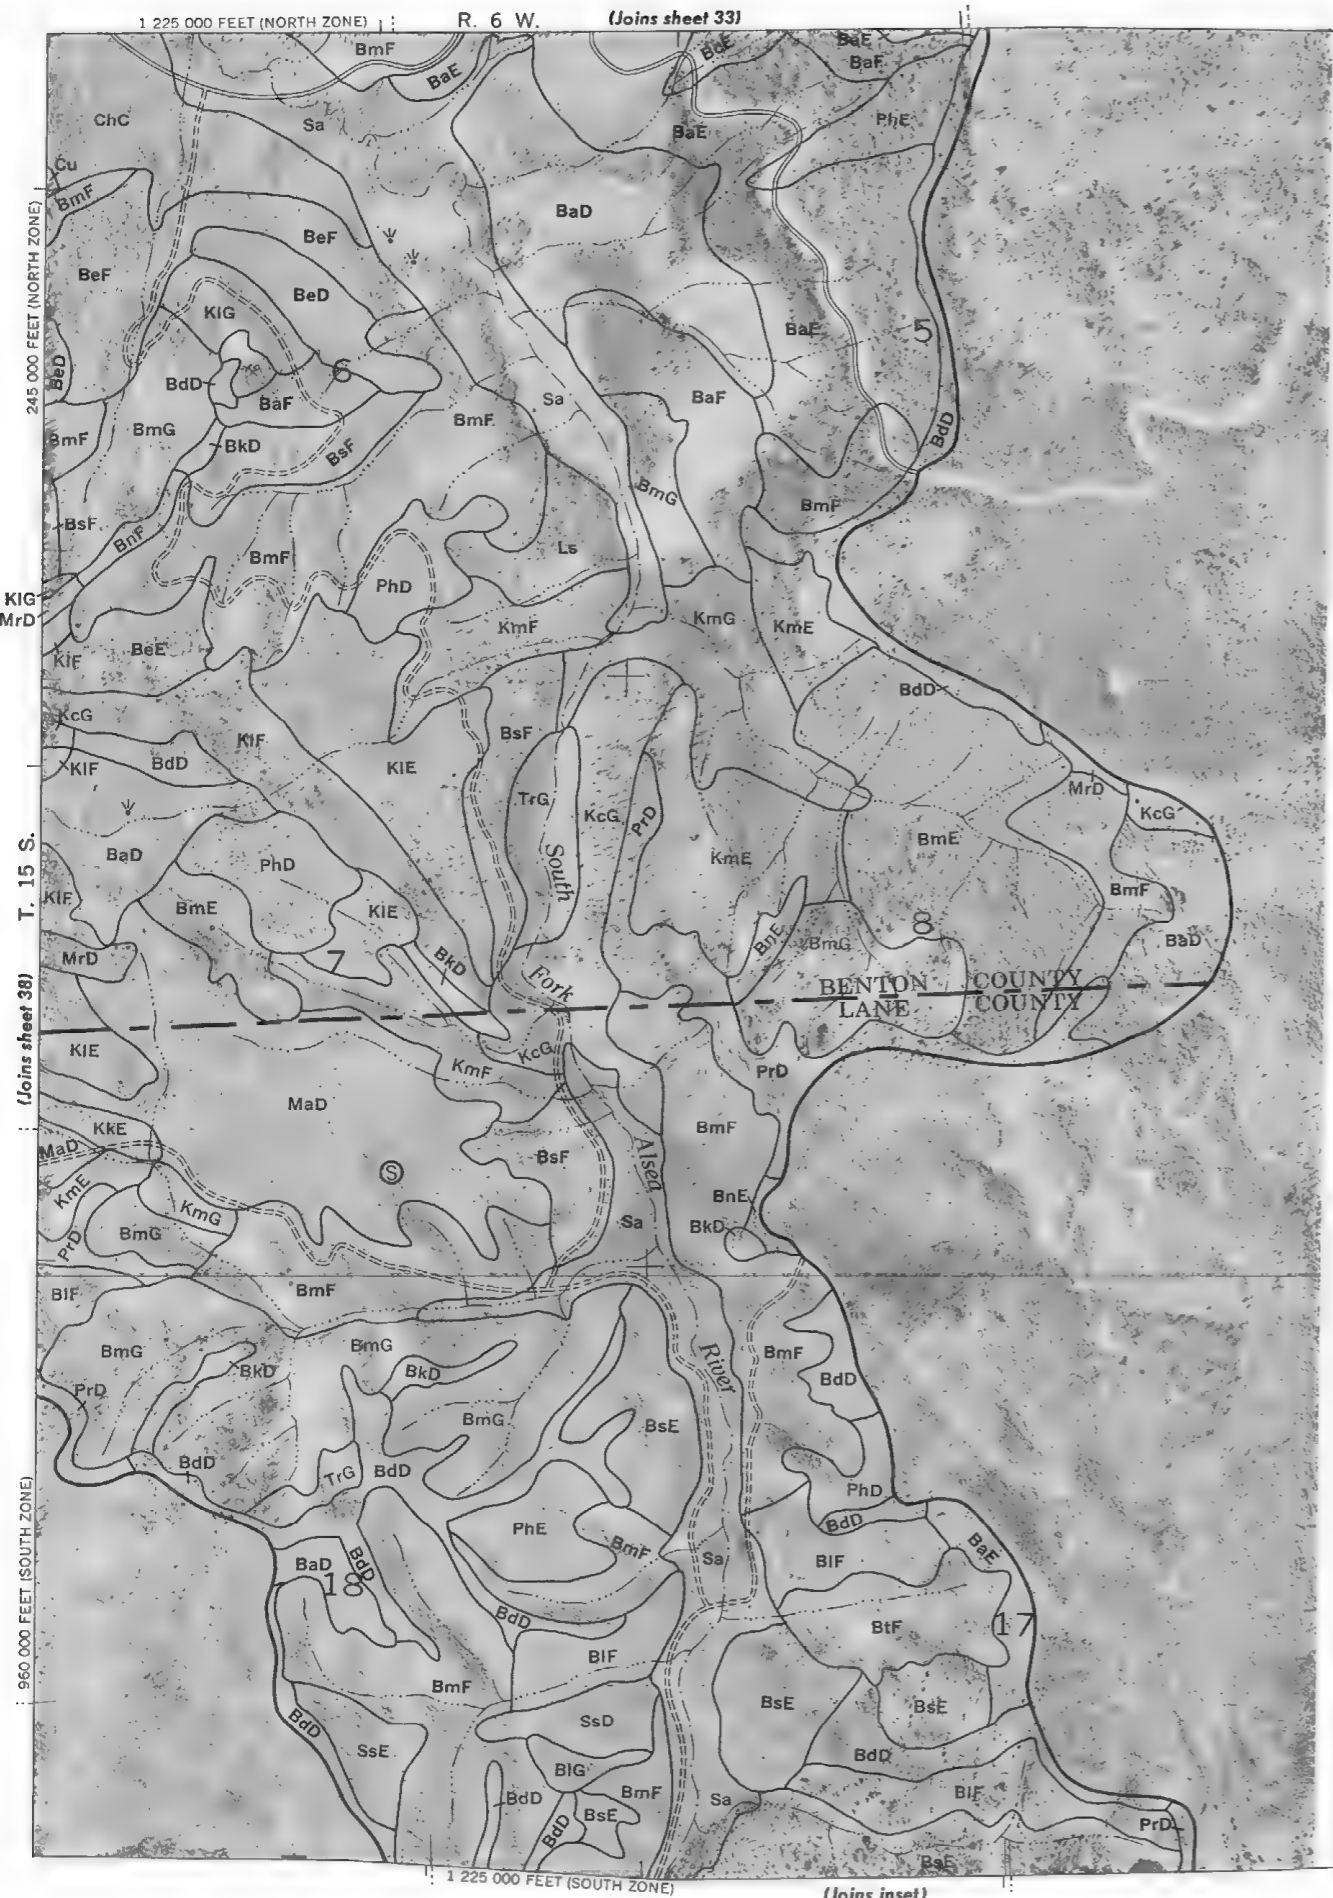 1 225 000 FEET (NORTH ZONE) R. 6 W. (Joins sheet 33)
BmF BaE BaE
BaE BaF
ChC Sa BaE PhE
Cu
BmF
BaD
BeF
BeF
BeD
KlG
BaE 5
245 000 FEET (NORTH ZONE)
BeD
6
BdD BaF Sa BaF
BmF BmG BmF
BkD BsF BdD
BmG
BmF
BsF
BnF
BmF Ls
PhD
KlG
MrD
KmF KmG KmE
BeE
KlF
BdD
KcG
BsF
KlF
KlF BdD KlE
MrD
TrG KcG PrD KcG
T. 15 S.
BaD PhD South KmE BmE
KlF BmE KlE BmF
8
BnE BmG BaD
MrD 7 BkD
Fork
BENTON COUNTY
LANE COUNTY
(Joins sheet 38)
KlE KcG
KmF PrD
MaD
KkE BmF
MaD BsF Alsea
S
KmE BnE
KmG Sa BkD
PrD BmG
BlF BmF
BmG BmG River BmF
BkD BkD BdD
PrD
BmG BsE
BdD TrG BdD
PhD
PhE BdD
BmF Sa BlF BaE
BaD BdD
18
BdD
BtF 17
BlF
960 000 FEET (SOUTH ZONE)
BmF
BsE BsE
BdD SsD
SsE BdD
BlG
BdD BmF BlF
BsE Sa
BdD PrD
BsE
1 225 000 FEET (SOUTH ZONE) (Joins inset)